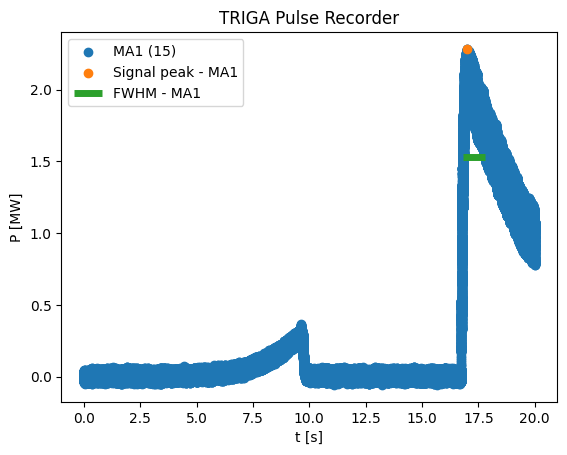 TRIGA Pulse Recorder
MA1 (15)
Signal peak - MA1
FWHM - MA1
P [MW]
2.0
1.5
1.0
0.5
0.0
0.0 2.5 5.0 7.5 10.0 12.5 15.0 17.5 20.0
t [s]